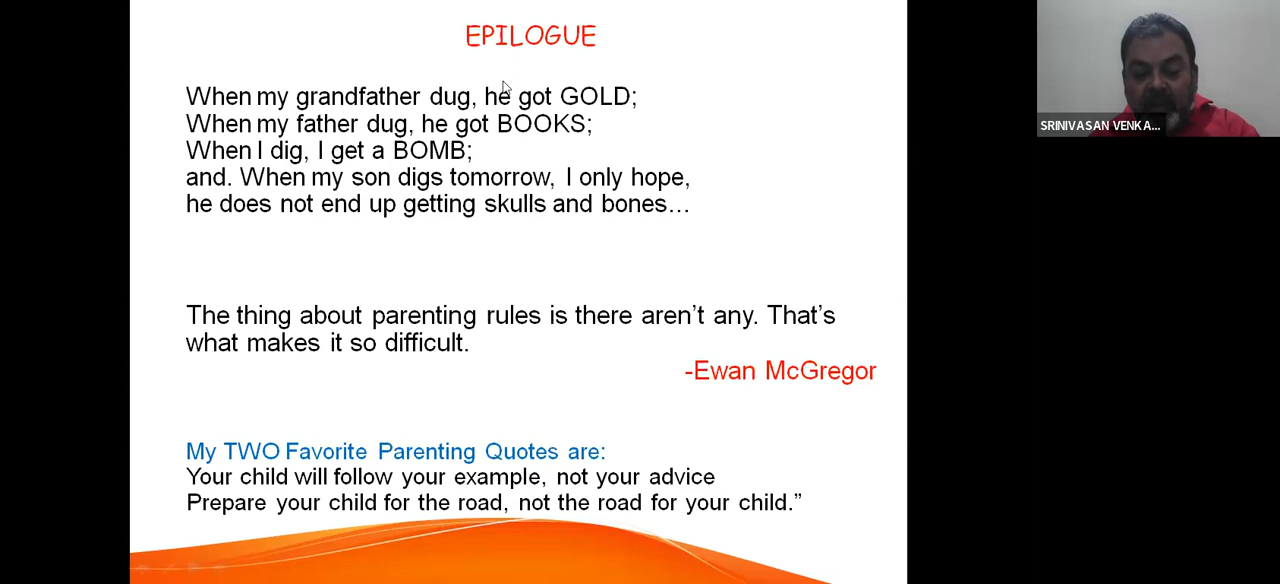 EPILOGUE
When my grandfather dug, he got GOLD;
When my father dug, he got BOOKS;
When I dig, I get a BOMB;
and. When my son digs tomorrow, I only hope,
he does not end up getting skulls and bones...
The thing about parenting rules is there aren’t any. That’s
what makes it so difficult.
-Ewan McGregor
My TWO Favorite Parenting Quotes are:
Your child will follow your example, not your advice
Prepare your child for the road, not the road for your child.”
SRINIVASAN VENKA...